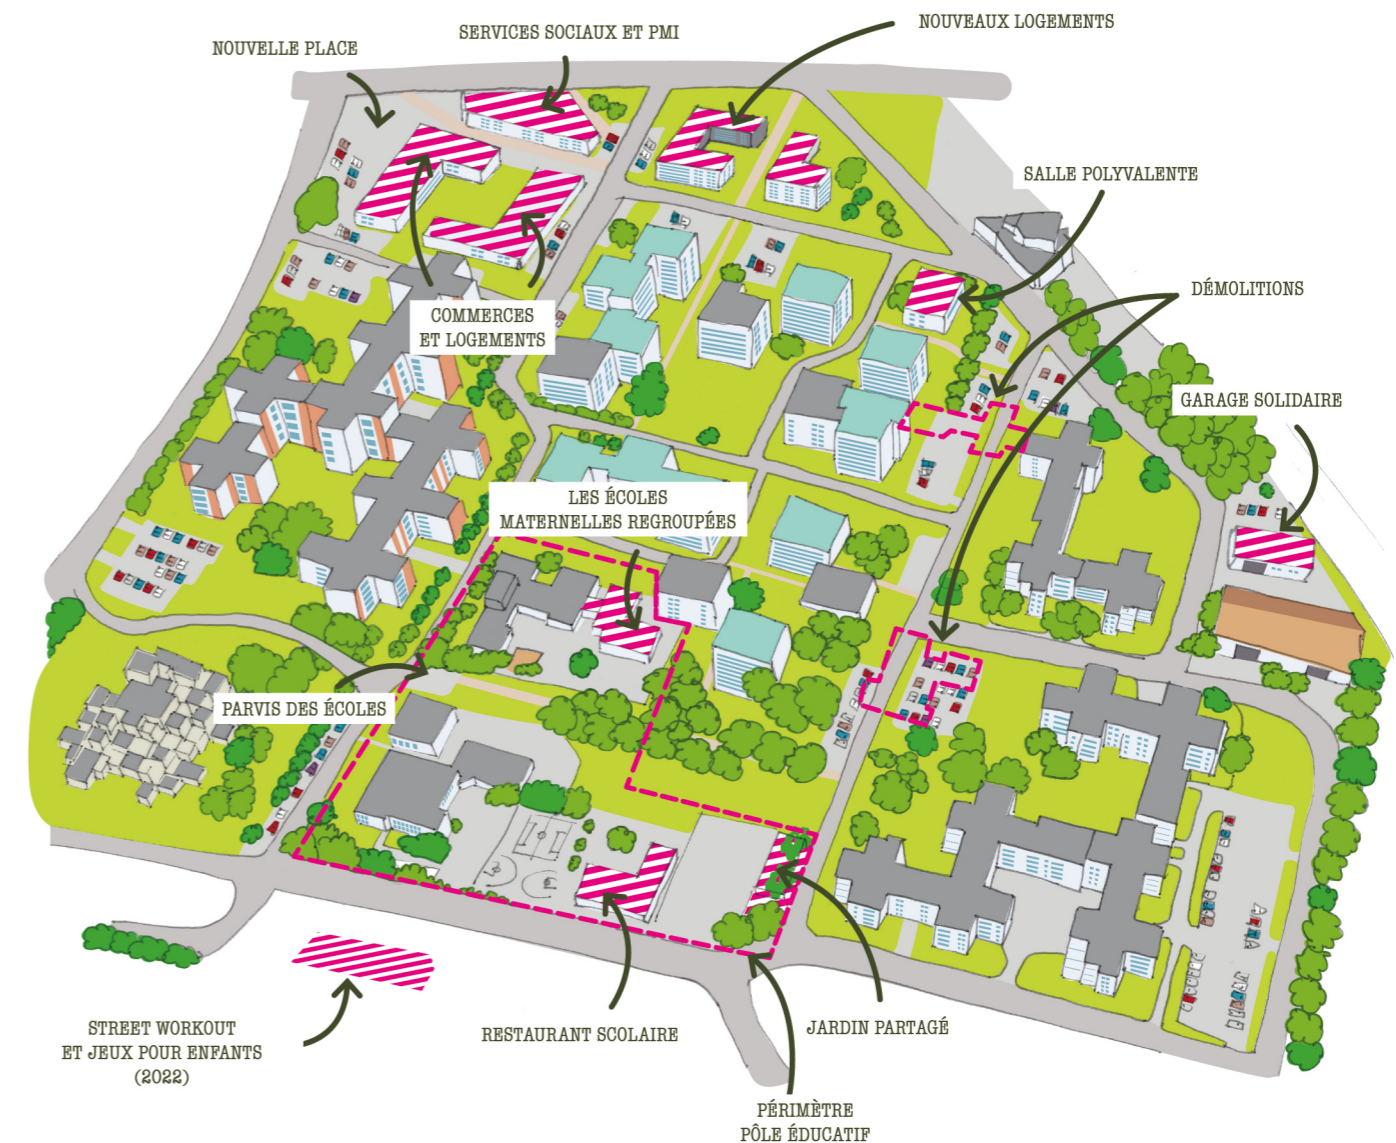 NOUVEAUX LOGEMENTS
SERVICES SOCIAUX ET PMI
NOUVELLE PLACE
SALLE POLYVALENTE
DÉMOLITIONS
COMMERCES
ET LOGEMENTS
GARAGE SOLIDAIRE
LES ÉCOLES
MATERNELLES REGROUPÉES
PARVIS DES ÉCOLES
STREET WORKOUT
ET JEUX POUR ENFANTS
(2022)
RESTAURANT SCOLAIRE
JARDIN PARTAGÉ
PÉRIMÈTRE
PÔLE ÉDUCATIF